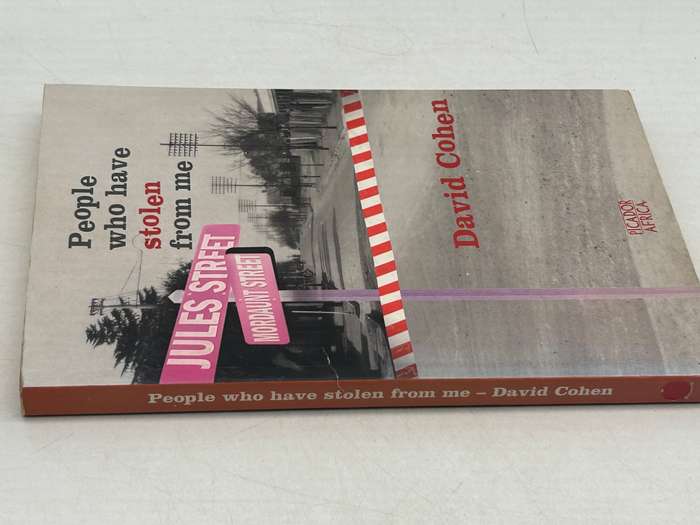 People
who have
stolen
from me
JULES STREET
MORDAUNT STREET
David Cohen
PICADOR
AFRICA
People who have stolen from me – David Cohen